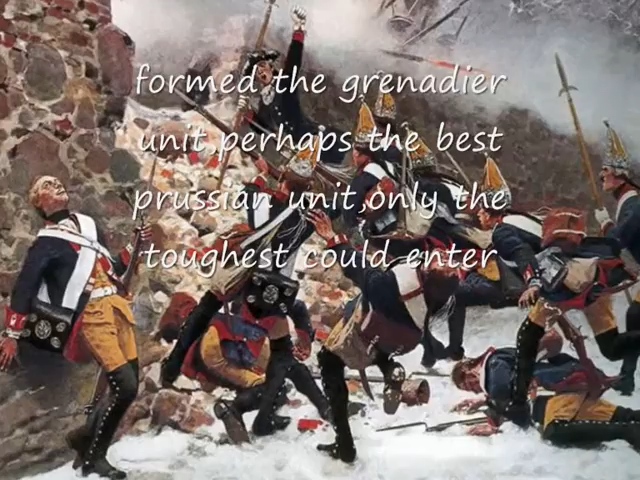 formed the grenadier
unit,perhaps the best
prussian unit,only the
toughest could enter